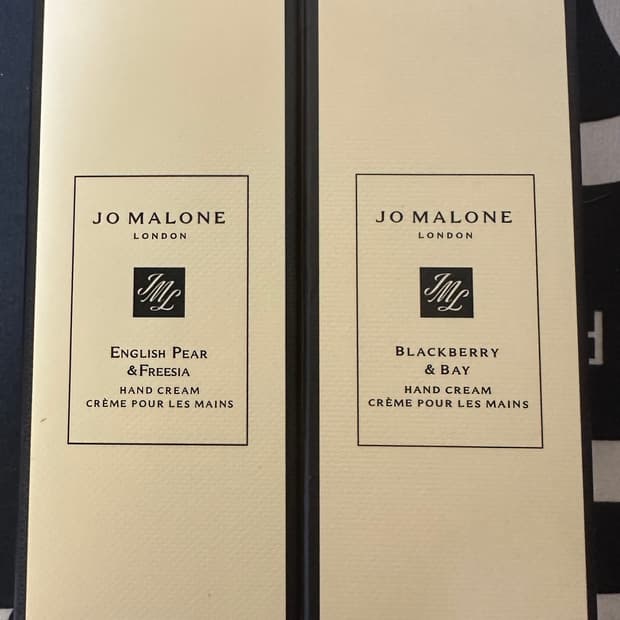 JO MALONE
LONDON
JML
ENGLISH PEAR
&FREESIA
HAND CREAM
CRÈME POUR LES MAINS
JO MALONE
LONDON
JML
BLACKBERRY
& BAY
HAND CREAM
CRÈME POUR LES MAINS